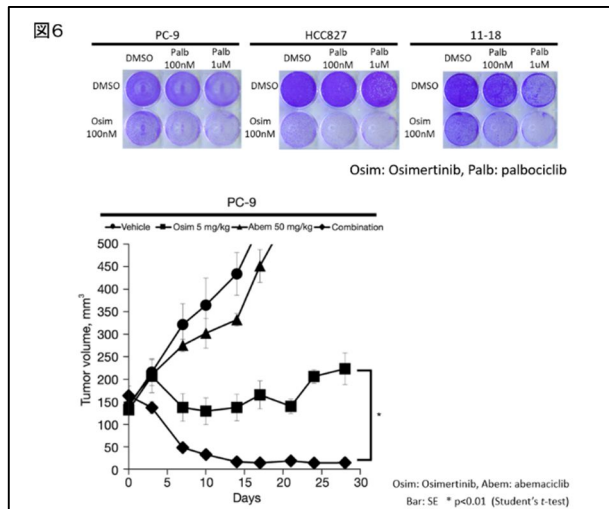 図6
PC-9 HCC827 11-18
DMSO Palb 100nM Palb 1uM DMSO Palb 100nM Palb 1uM DMSO Palb 100nM Palb 1uM
DMSO DMSO DMSO
Osim 100nM Osim 100nM Osim 100nM
Osim: Osimertinib, Palb: palbociclib
PC-9
Vehicle Osim 5 mg/kg Abem 50 mg/kg Combination
Tumor volume, mm3
500
450
400
350
300
250
200
150
100
50
0
*
0 5 10 15 20 25 30
Days
Osim: Osimertinib, Abem: abemaciclib
Bar: SE * p<0.01 (Student's t-test)